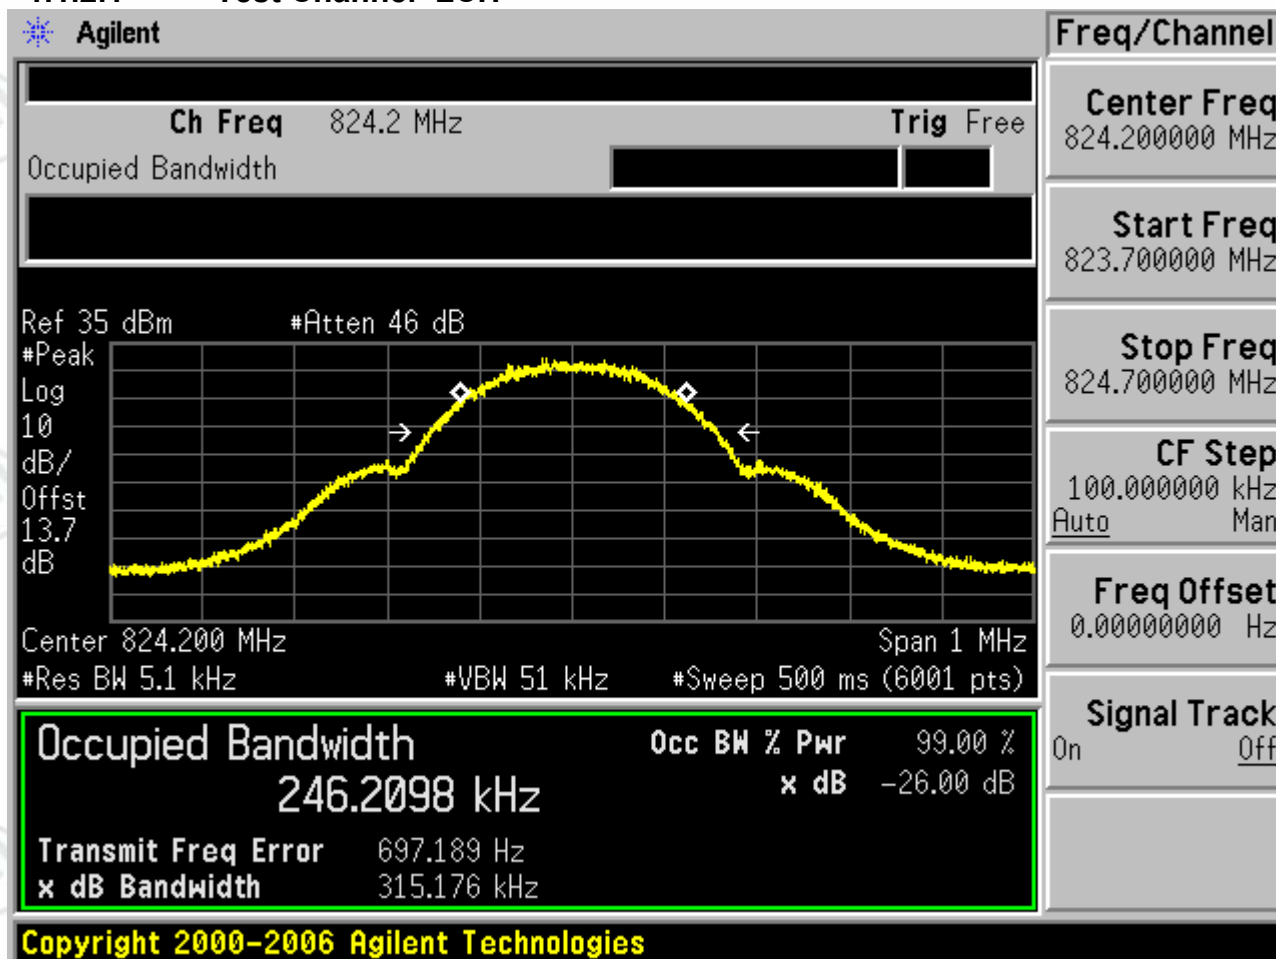 Agilent
Freq/Channel
Ch Freq 824.2 MHz Trig Free
Occupied Bandwidth
Center Freq
824.200000 MHz
Start Freq
823.700000 MHz
Stop Freq
824.700000 MHz
CF Step
100.000000 kHz
Auto Man
Freq Offset
0.00000000 Hz
Signal Track
On Off
Ref 35 dBm #Atten 46 dB
#Peak
Log
10
dB/
Offst
13.7
dB
Center 824.200 MHz Span 1 MHz
#Res BW 5.1 kHz #VBW 51 kHz #Sweep 500 ms (6001 pts)
Occupied Bandwidth Occ BW % Pwr 99.00 %
246.2098 kHz x dB -26.00 dB
Transmit Freq Error 697.189 Hz
x dB Bandwidth 315.176 kHz
Copyright 2000-2006 Agilent Technologies